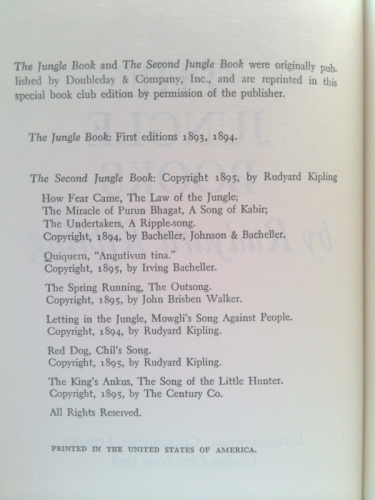 The Jungle Book and The Second Jungle Book were originally pub-
lished by Doubleday & Company, Inc., and are reprinted in this
special book club edition by permission of the publisher.
The Jungle Book: First editions 1893, 1894.
The Second Jungle Book: Copyright 1895, by Rudyard Kipling
How Fear Came, The Law of the Jungle;
The Miracle of Purun Bhagat, A Song of Kabir;
The Undertakers, A Ripple-song.
Copyright, 1894, by Bacheller, Johnson & Bacheller.
Quiquern, "Angutivun tina."
Copyright, 1895, by Irving Bacheller.
The Spring Running, The Outsong.
Copyright, 1895, by John Brisben Walker.
Letting in the Jungle, Mowgli's Song Against People.
Copyright, 1894, by Rudyard Kipling.
Red Dog, Chil's Song.
Copyright, 1895, by Rudyard Kipling.
The King's Ankus, The Song of the Little Hunter.
Copyright, 1895, by The Century Co.
All Rights Reserved.
PRINTED IN THE UNITED STATES OF AMERICA.